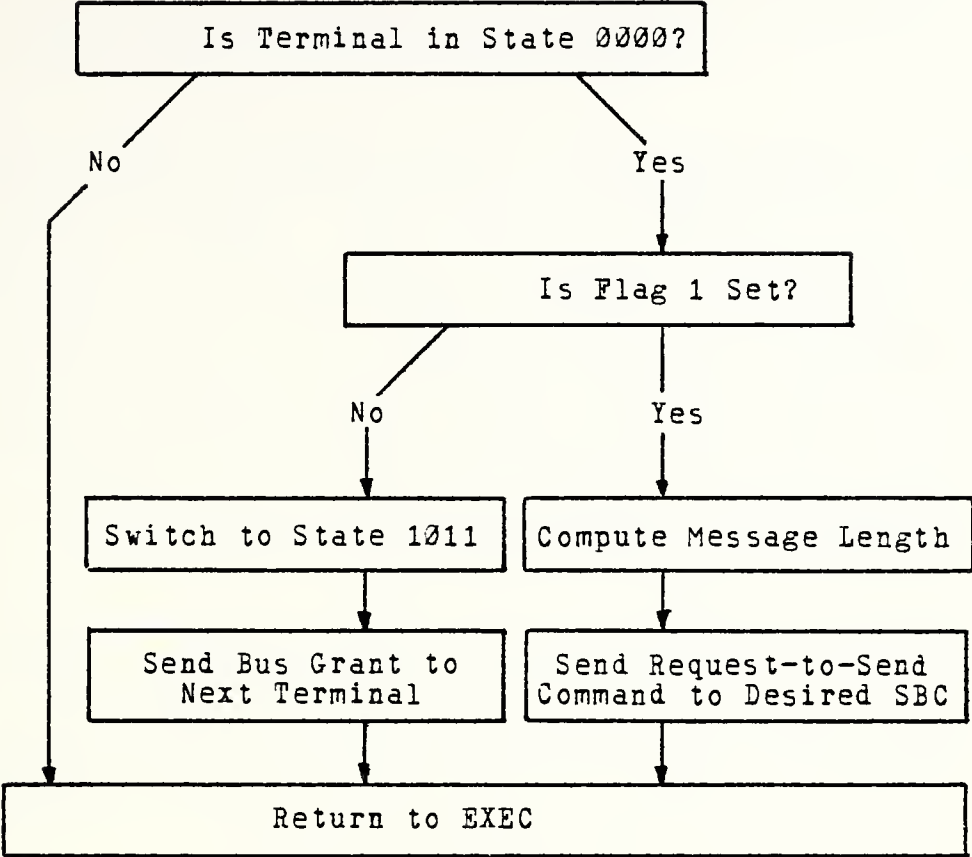 Is Terminal in State 0000?
No
Yes
Is Flag 1 Set?
No
Yes
Switch to State 1011
Compute Message Length
Send Bus Grant to
Next Terminal
Send Request-to-Send
Command to Desired SBC
Return to EXEC